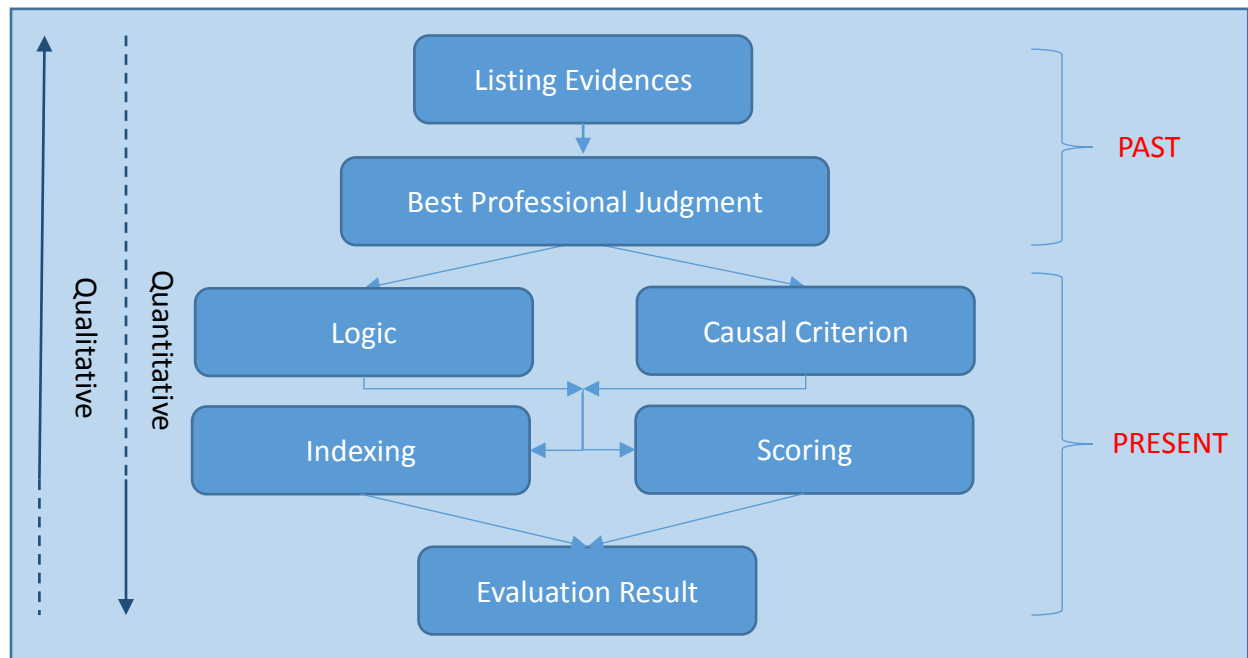 Listing Evidences
PAST
Best Professional Judgment
Qualitative
Quantitative
Logic
Causal Criterion
Indexing
Scoring
PRESENT
Evaluation Result